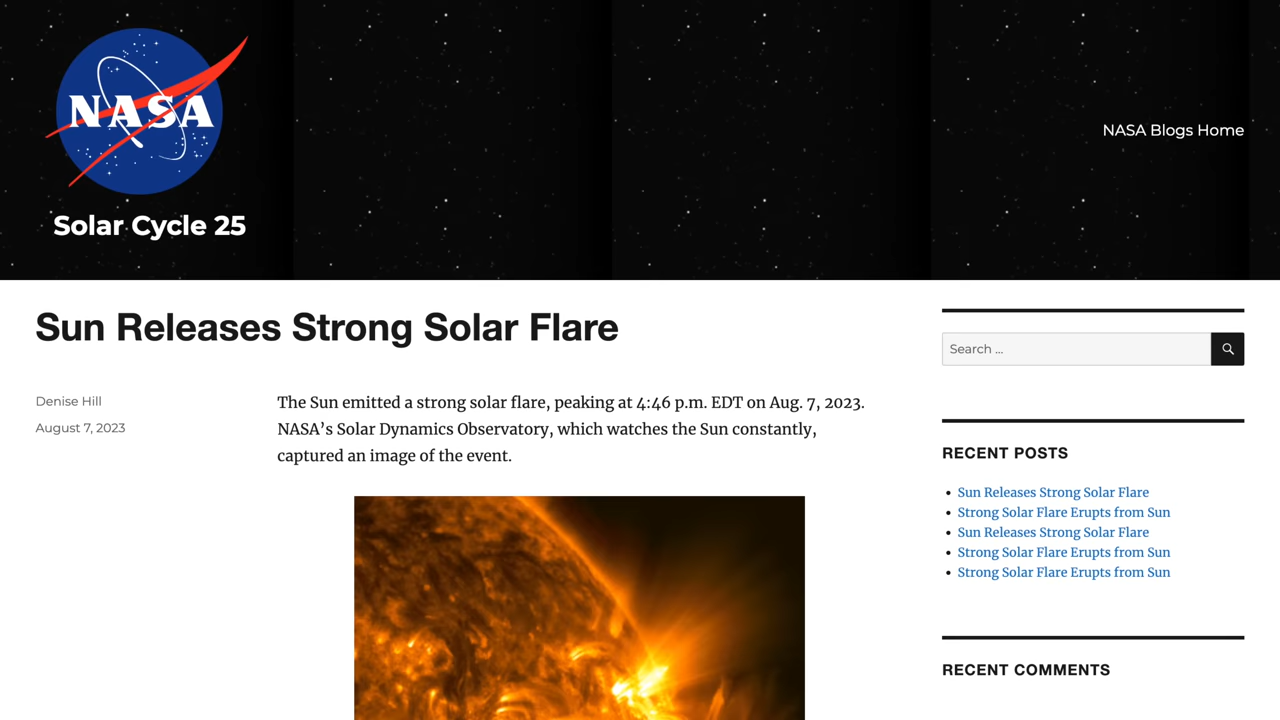 NASA
Solar Cycle 25
NASA Blogs Home
Sun Releases Strong Solar Flare
Denise Hill
August 7, 2023
The Sun emitted a strong solar flare, peaking at 4:46 p.m. EDT on Aug. 7, 2023.
NASA’s Solar Dynamics Observatory, which watches the Sun constantly,
captured an image of the event.
Search …
RECENT POSTS
Sun Releases Strong Solar Flare
Strong Solar Flare Erupts from Sun
Sun Releases Strong Solar Flare
Strong Solar Flare Erupts from Sun
Strong Solar Flare Erupts from Sun
RECENT COMMENTS